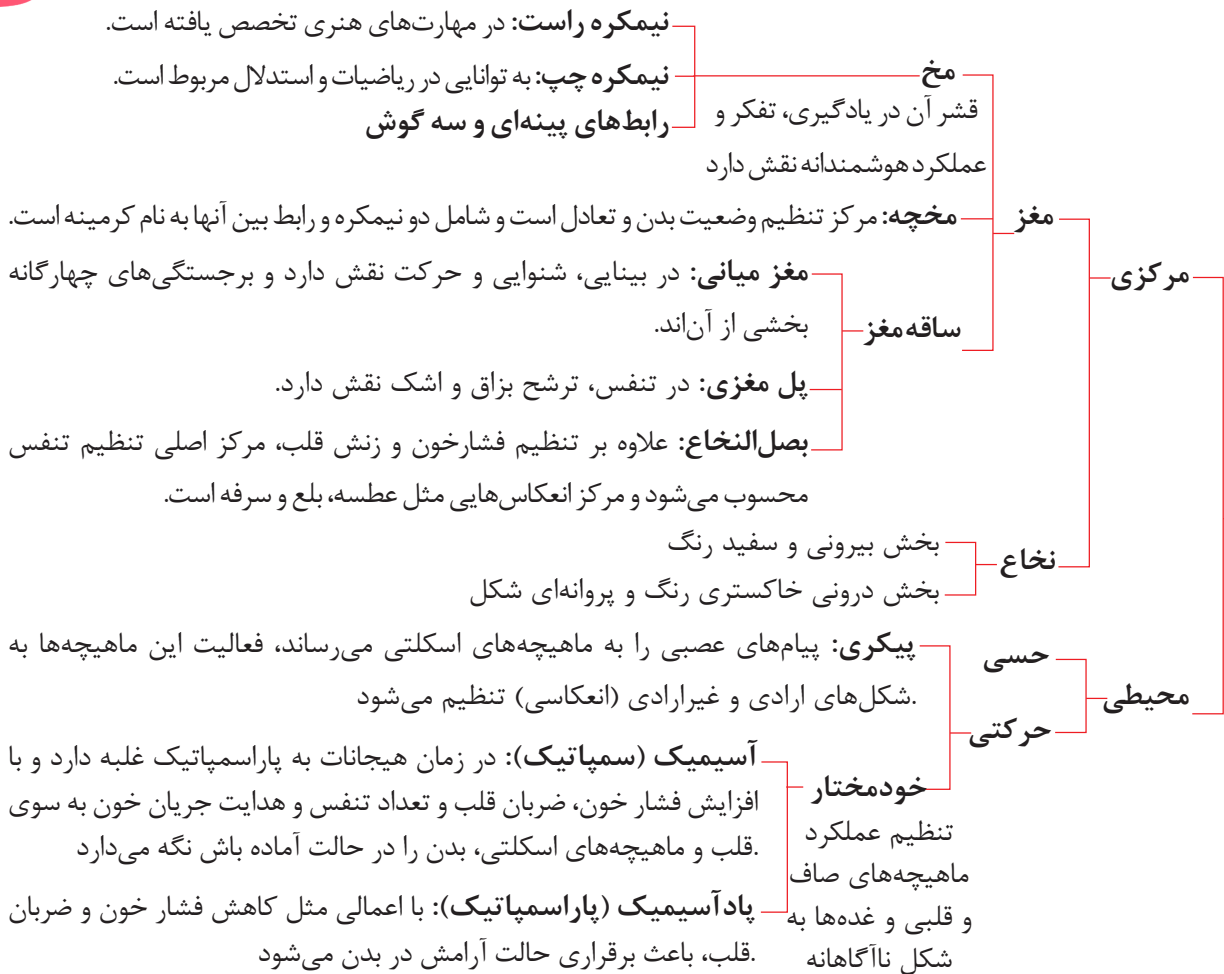 نیمکره راست: در مهارت‌های هنری تخصص یافته است.
مخ
نیمکره چپ: به توانایی در ریاضیات و استدلال مربوط است.
قشر آن در یادگیری، تفکر و
رابط‌های پینه‌ای و سه گوش
عملکرد هوشمندانه نقش دارد
مغز
مخچه: مرکز تنظیم وضعیت بدن و تعادل است و شامل دو نیمکره و رابط بین آنها به نام کرمینه است.
مرکزی
ساقه مغز
مغز میانی: در بینایی، شنوایی و حرکت نقش دارد و برجستگی‌های چهارگانه
بخشی از آن‌اند.
پل مغزی: در تنفس، ترشح بزاق و اشک نقش دارد.
بصل‌النخاع: علاوه بر تنظیم فشارخون و زنش قلب، مرکز اصلی تنظیم تنفس
محسوب می‌شود و مرکز انعکاس‌هایی مثل عطسه، بلع و سرفه است.
نخاع
بخش بیرونی و سفید رنگ
بخش درونی خاکستری رنگ و پروانه‌ای شکل
محیطی
حسی
حرکتی
پیکری: پیام‌های عصبی را به ماهیچه‌های اسکلتی می‌رساند، فعالیت این ماهیچه‌ها به
شکل‌های ارادی و غیرارادی (انعکاسی) تنظیم می‌شود.
خودمختار
تنظیم عملکرد
ماهیچه‌های صاف
و قلبی و غده‌ها به
شکل ناآگاهانه
آسیمیک (سمپاتیک): در زمان هیجانات به پاراسمپاتیک غلبه دارد و با
افزایش فشار خون، ضربان قلب و تعداد تنفس و هدایت جریان خون به سوی
قلب و ماهیچه‌های اسکلتی، بدن را در حالت آماده باش نگه می‌دارد.
پادآسیمیک (پاراسمپاتیک): با اعمالی مثل کاهش فشار خون و ضربان
قلب، باعث برقراری حالت آرامش در بدن می‌شود.